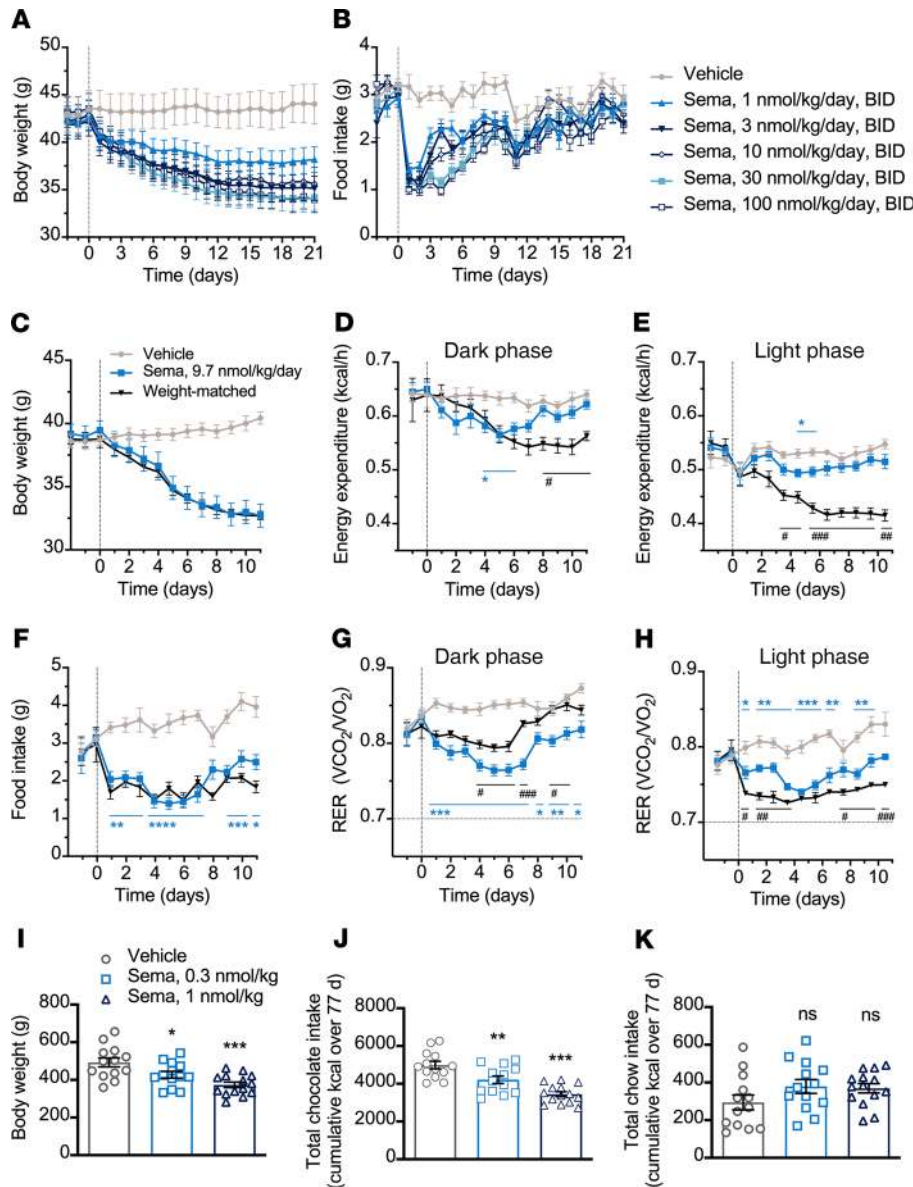 A
Body weight (g)
50
45
40
35
30
0 3 6 9 12 15 18 21
Time (days)
B
Food intake (g)
4
3
2
1
0
0 3 6 9 12 15 18 21
Time (days)
Vehicle
Sema, 1 nmol/kg/day, BID
Sema, 3 nmol/kg/day, BID
Sema, 10 nmol/kg/day, BID
Sema, 30 nmol/kg/day, BID
Sema, 100 nmol/kg/day, BID
C
Body weight (g)
45
40
35
30
Vehicle
Sema, 9.7 nmol/kg/day
Weight-matched
0 2 4 6 8 10
Time (days)
D
Dark phase
Energy expenditure (kcal/h)
0.7
0.6
0.5
0.4
*
#
0 2 4 6 8 10
Time (days)
E
Light phase
Energy expenditure (kcal/h)
0.7
0.6
0.5
0.4
*
# ### ##
0 2 4 6 8 10
Time (days)
F
Food intake (g)
5
4
3
2
1
0
** **** *** *
0 2 4 6 8 10
Time (days)
G
Dark phase
RER (VCO2/VO2)
0.9
0.8
0.7
# ### #
*** * ** *
0 2 4 6 8 10
Time (days)
H
Light phase
RER (VCO2/VO2)
0.9
0.8
0.7
* ** *** ** **
# ## # ###
0 2 4 6 8 10
Time (days)
I
Vehicle
Sema, 0.3 nmol/kg
Sema, 1 nmol/kg
Body weight (g)
800
600
400
200
0
* ***
J
Total chocolate intake
(cumulative kcal over 77 d)
8000
6000
4000
2000
0
** ***
K
Total chow intake
(cumulative kcal over 77 d)
800
600
400
200
0
ns ns